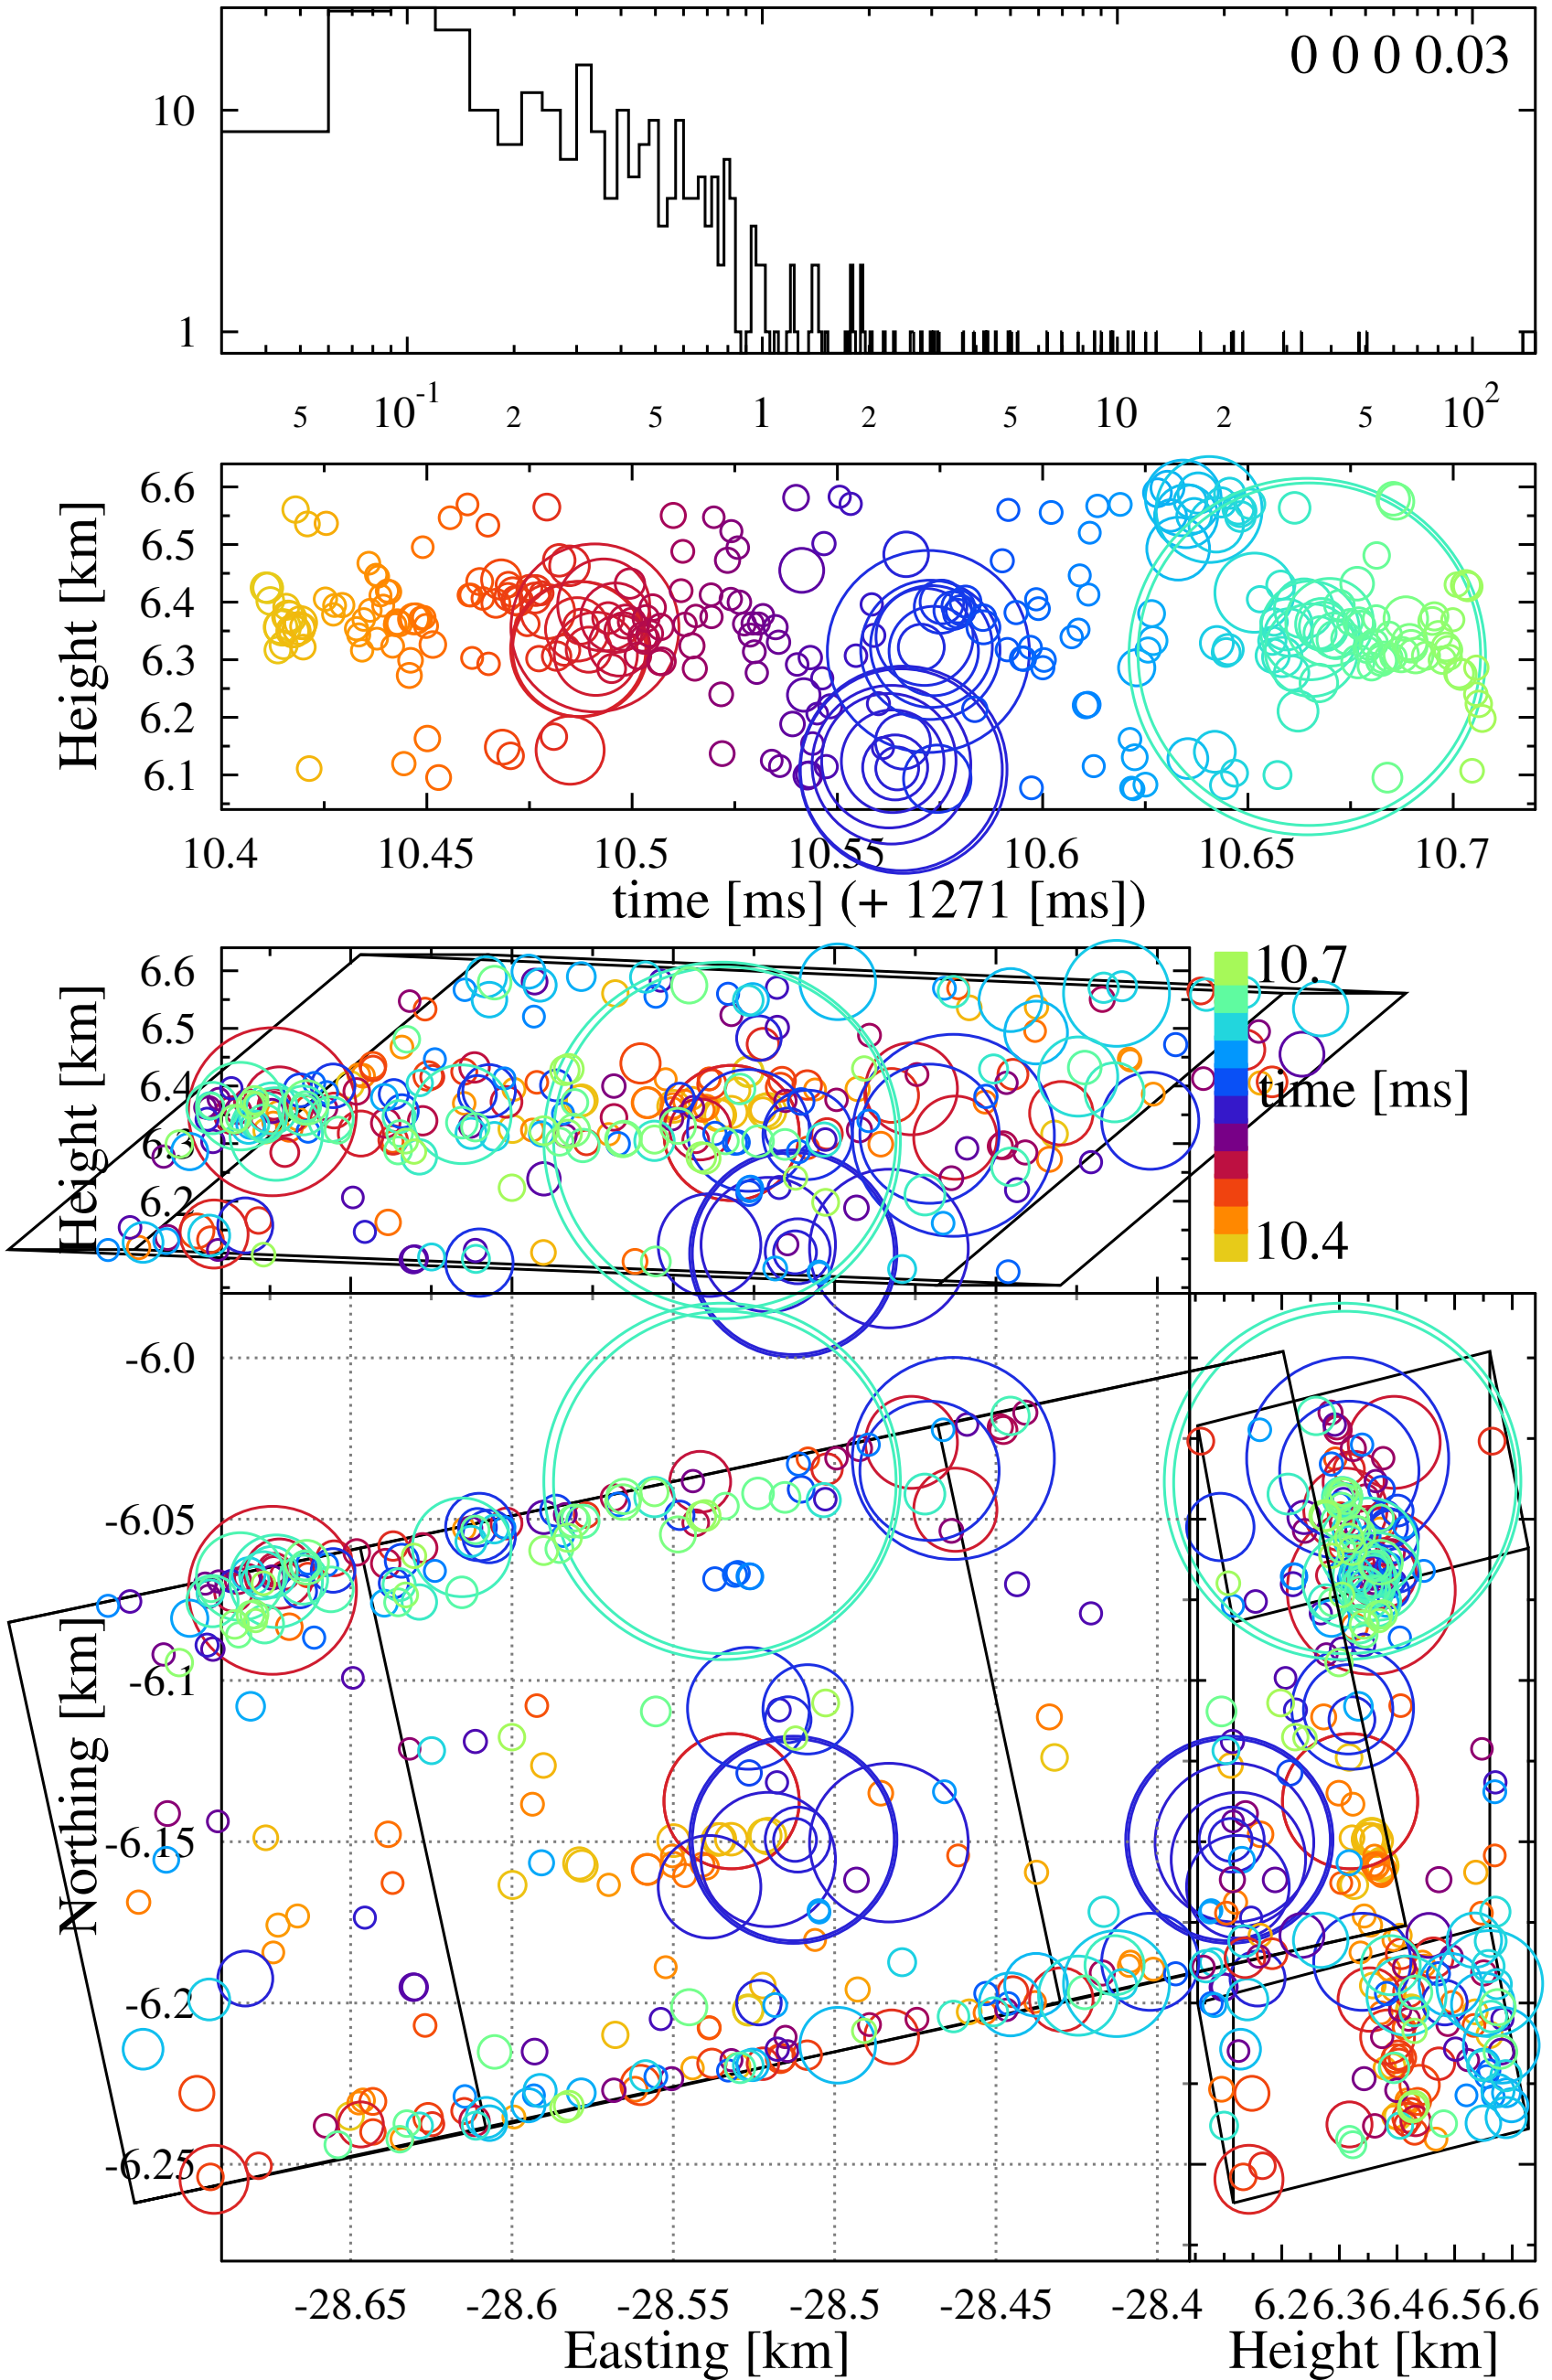 0 0 0 0.03
10
1
5 10-1 2 5 1 2 5 10 2 5 10²
Height [km]
6.6
6.5
6.4
6.3
6.2
6.1
10.4 10.45 10.5 10.55 10.6 10.65 10.7
time [ms] (+ 1271 [ms])
Height [km]
6.6
6.5
6.4
6.3
6.2
10.7
time [ms]
10.4
Northing [km]
-6.0
-6.05
-6.1
-6.15
-6.2
-6.25
-28.65 -28.6 -28.55 -28.5 -28.45 -28.4 6.26.36.46.56.6
Easting [km] Height [km]